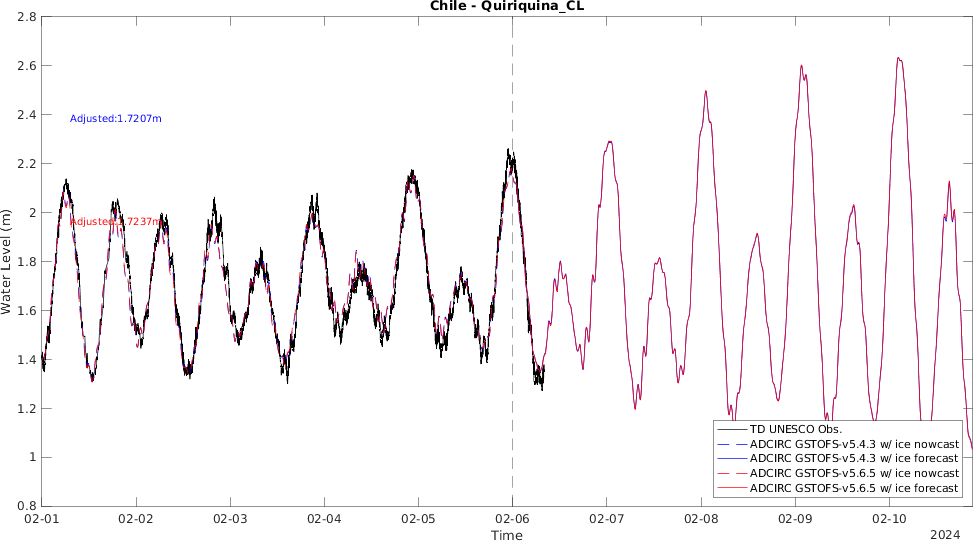 Chile - Quiriquina_CL
2.8
2.6
2.4
2.2
2
1.8
1.6
1.4
1.2
1
0.8
Water Level (m)
Adjusted:1.7207m
Adjusted:1.7237m
TD UNESCO Obs.
ADCIRC GSTOFS-v5.4.3 w/ ice nowcast
ADCIRC GSTOFS-v5.4.3 w/ ice forecast
ADCIRC GSTOFS-v5.6.5 w/ ice nowcast
ADCIRC GSTOFS-v5.6.5 w/ ice forecast
02-01 02-02 02-03 02-04 02-05 02-06 02-07 02-08 02-09 02-10
Time
2024